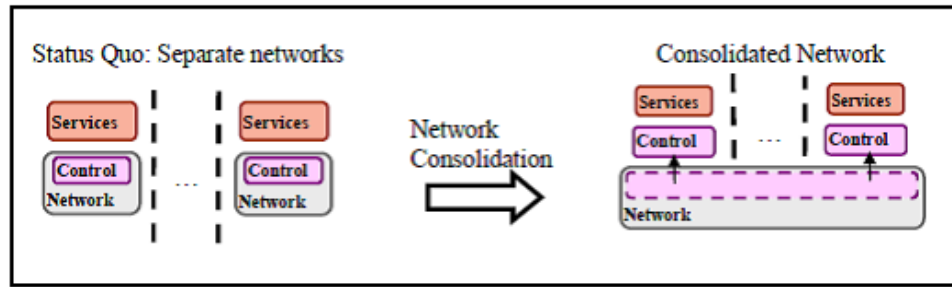 Status Quo: Separate networks
Services
Services
Control
Network
...
Control
Network
Network
Consolidation
Consolidated Network
Services
Services
Control
...
Control
Network